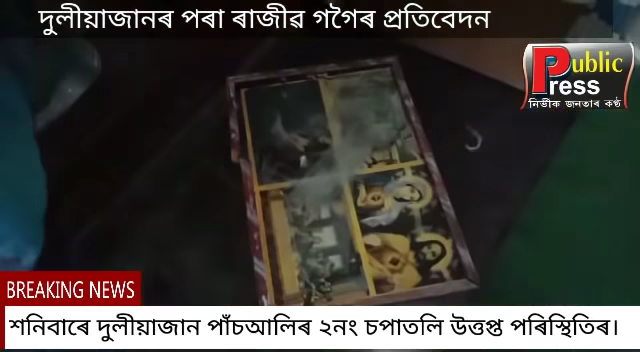 দুলীয়াজানৰ পৰা ৰাজীৱ গগৈৰ প্ৰতিবেদন
Public
Press
নিৰ্ভীক জনতাৰ কণ্ঠ
BREAKING NEWS
শনিবাৰে দুলীয়াজান পাঁচআলিৰ ২নং চপাতলি উত্তপ্ত পৰিস্থিতিৰ।